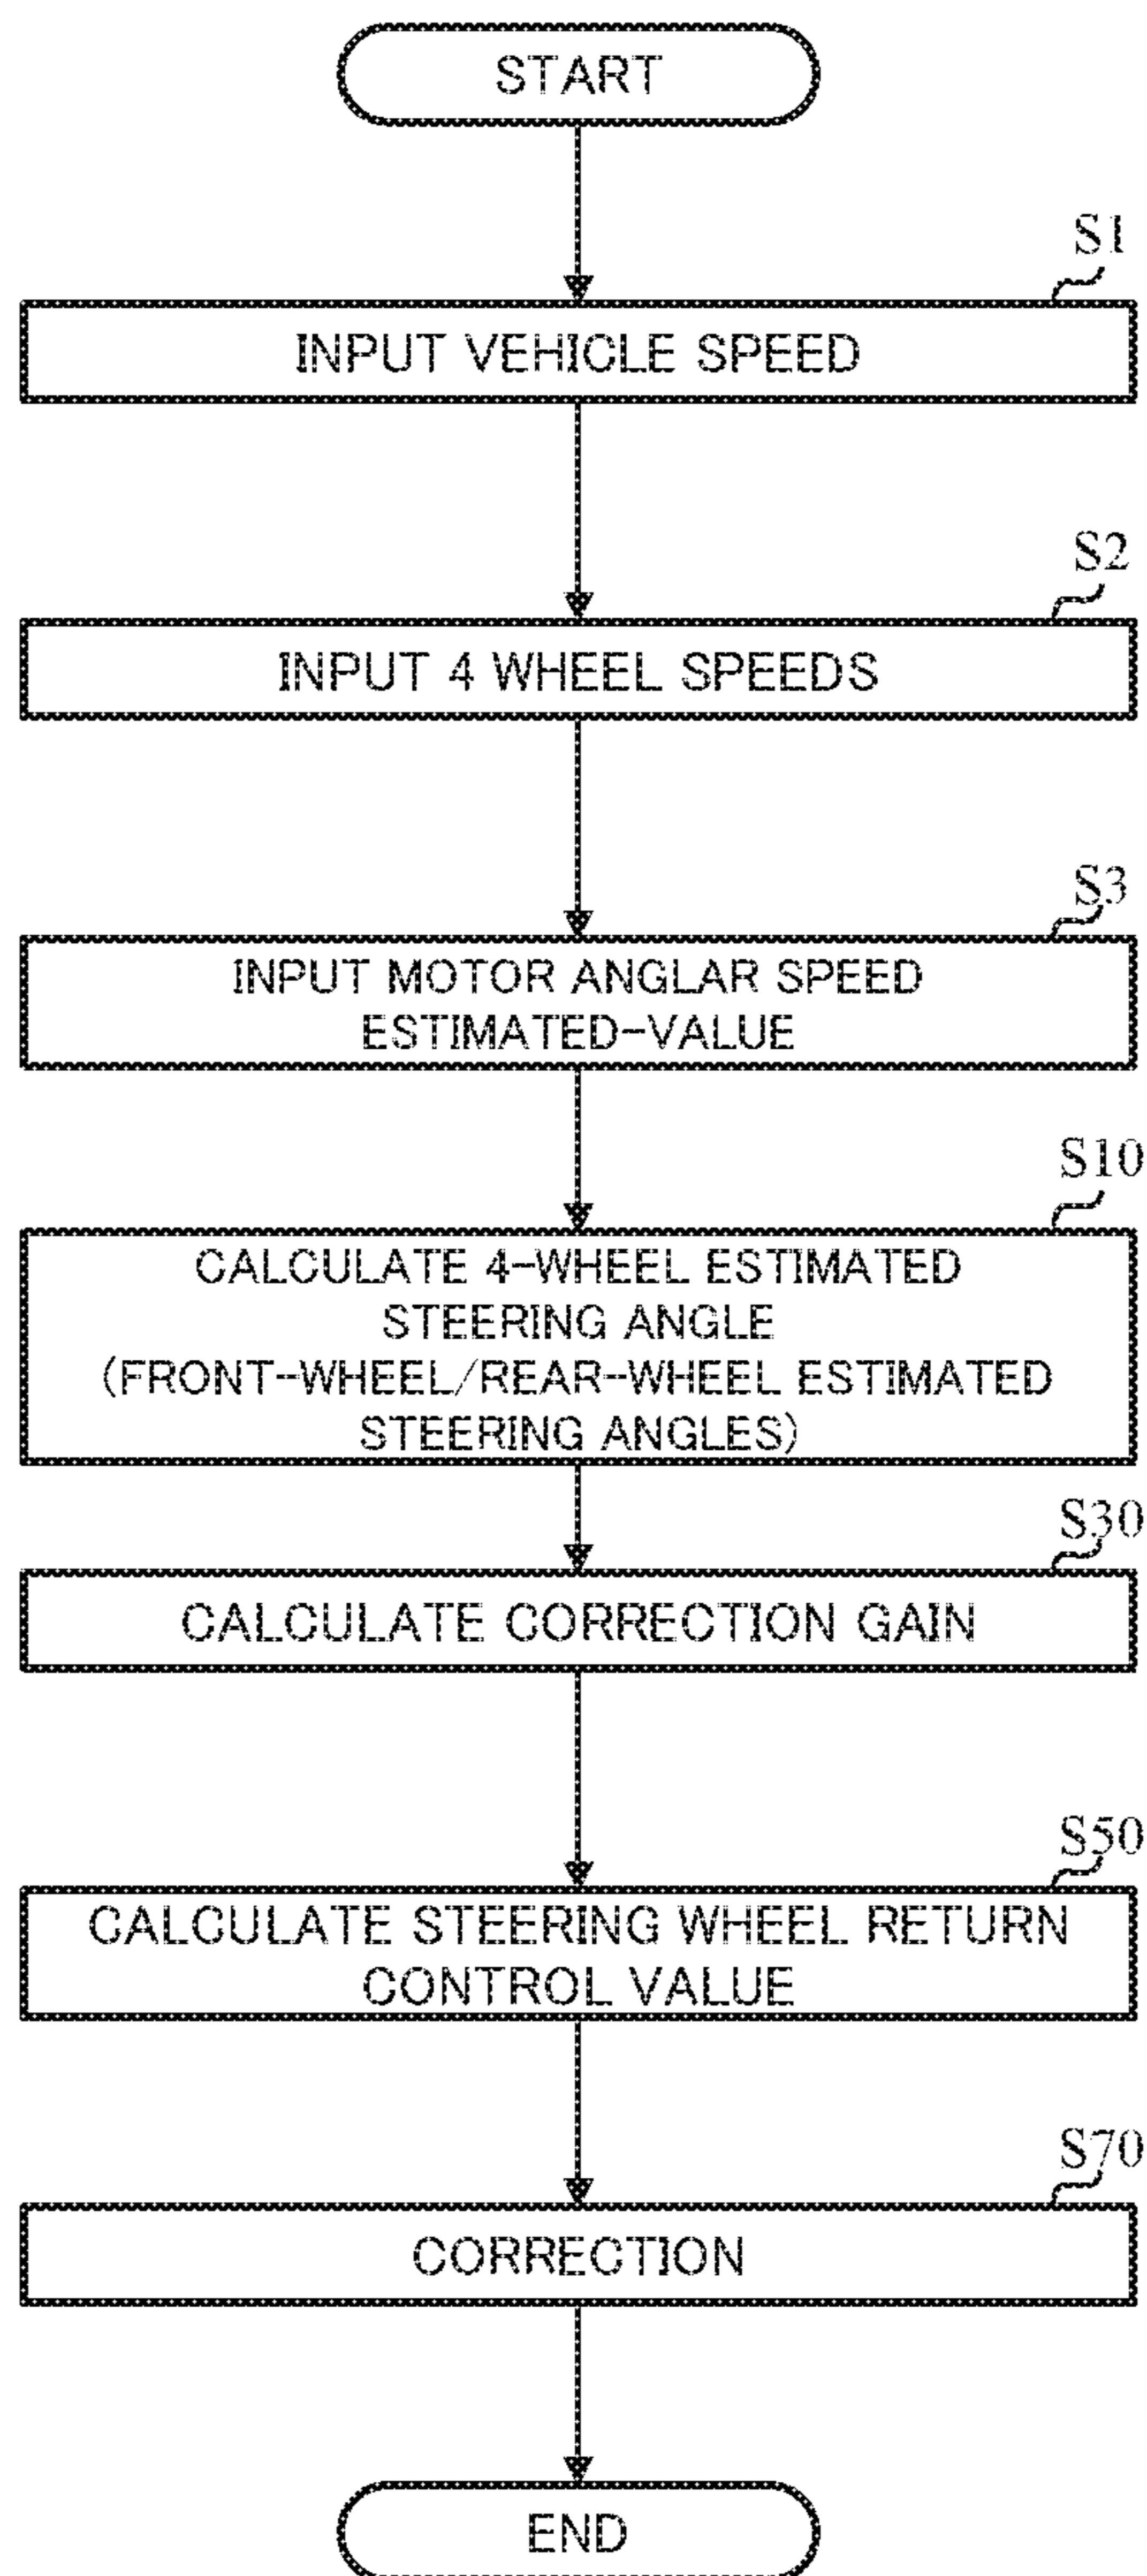 START
S1
INPUT VEHICLE SPEED
S2
INPUT 4 WHEEL SPEEDS
S3
INPUT MOTOR ANGLAR SPEED
ESTIMATED-VALUE
S10
CALCULATE 4-WHEEL ESTIMATED
STEERING ANGLE
(FRONT-WHEEL/REAR-WHEEL ESTIMATED
STEERING ANGLES)
S30
CALCULATE CORRECTION GAIN
S50
CALCULATE STEERING WHEEL RETURN
CONTROL VALUE
S70
CORRECTION
END